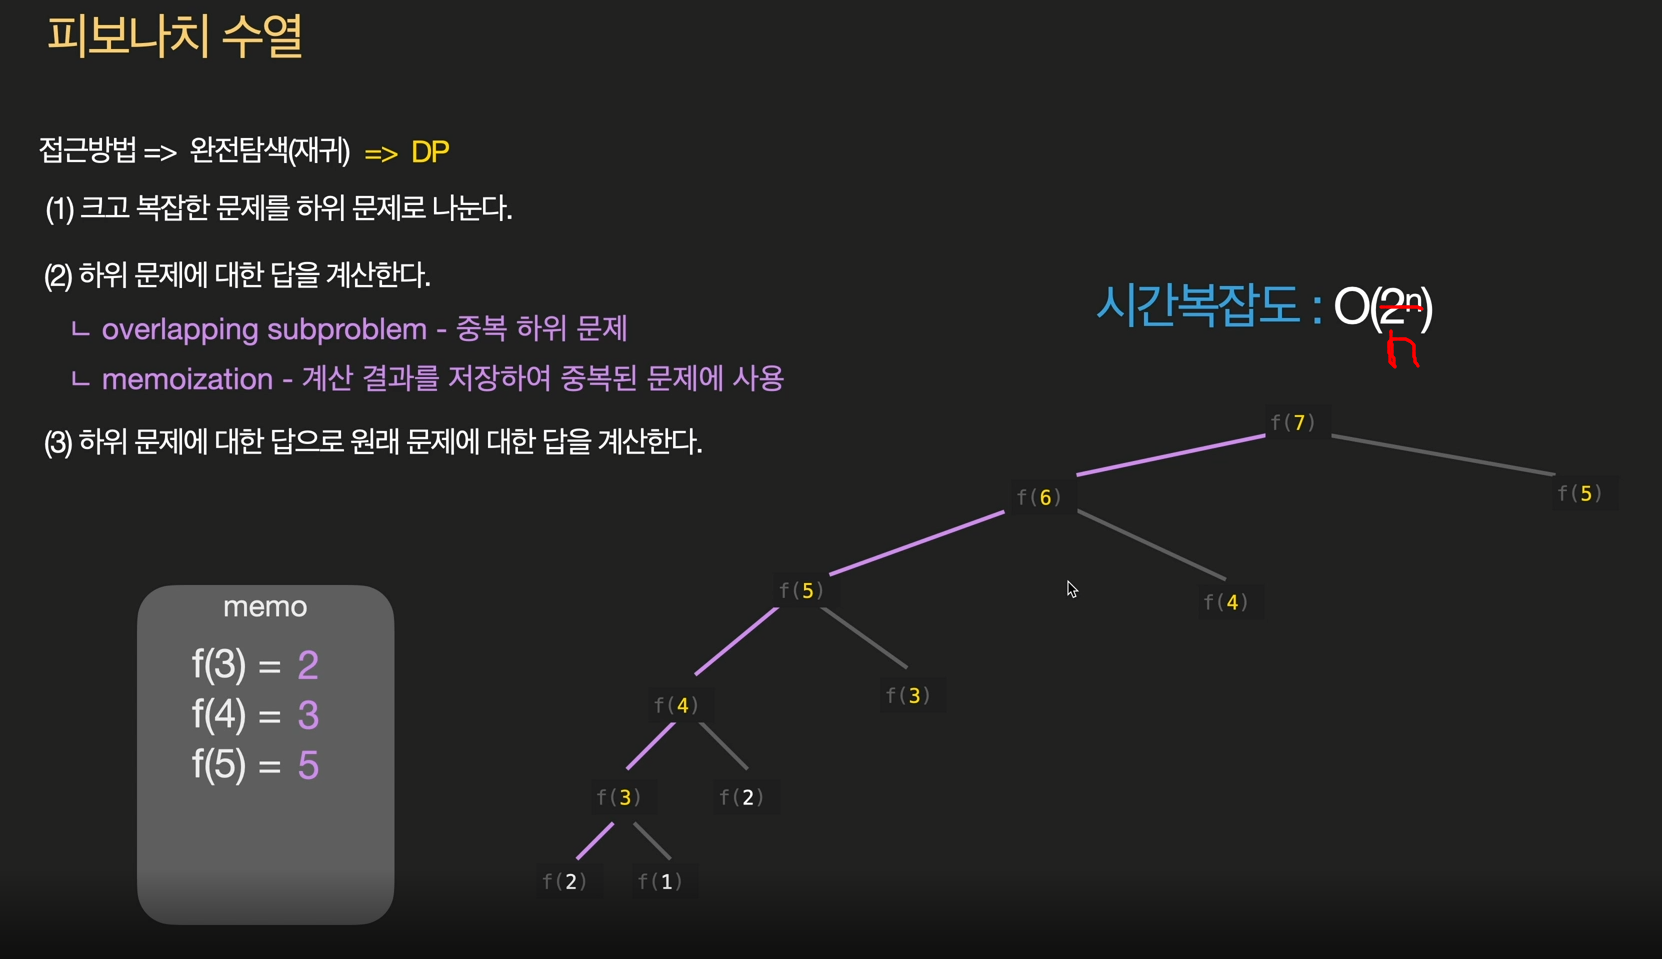 피보나치 수열
접근방법 => 완전탐색(재귀) => DP
(1) 크고 복잡한 문제를 하위 문제로 나눈다.
(2) 하위 문제에 대한 답을 계산한다.
ㄴ overlapping subproblem - 중복 하위 문제
ㄴ memoization - 계산 결과를 저장하여 중복된 문제에 사용
(3) 하위 문제에 대한 답으로 원래 문제에 대한 답을 계산한다.
시간복잡도 : O(2ⁿ)
n
f(7)
f(6) f(5)
f(5) f(4)
f(4) f(3)
f(3) f(2)
f(2) f(1)
memo
f(3) = 2
f(4) = 3
f(5) = 5